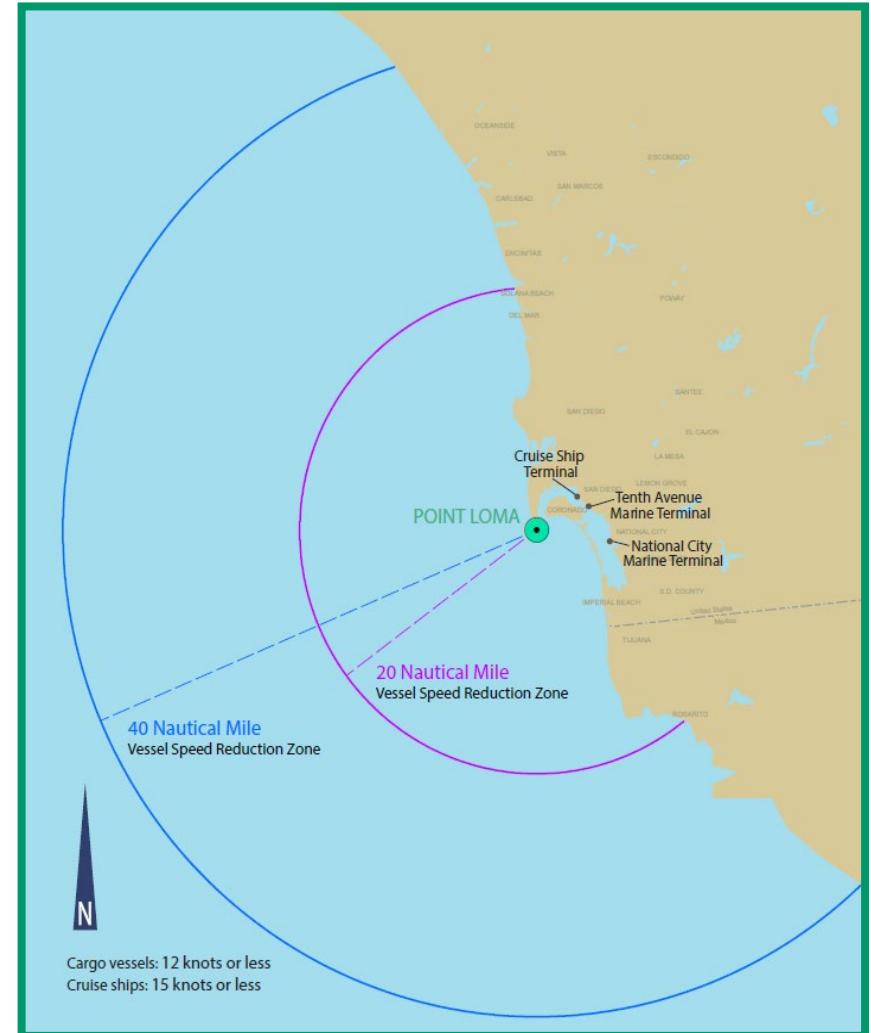 OCEANSIDE
VISTA
ESCONDIDO
SAN MARCOS
CARLSBAD
ENCINITAS
SOLANA BEACH
POWAY
DEL MAR
SANTEE
SAN DIEGO
EL CAJON
Cruise Ship
Terminal
LA MESA
LEMON GROVE
SAN DIEGO
Tenth Avenue
Marine Terminal
CORONADO
POINT LOMA
NATIONAL CITY
National City
Marine Terminal
S.D. COUNTY
IMPERIAL BEACH
United States
Mexico
TIJUANA
20 Nautical Mile
Vessel Speed Reduction Zone
ROSARITO
40 Nautical Mile
Vessel Speed Reduction Zone
N
Cargo vessels: 12 knots or less
Cruise ships: 15 knots or less